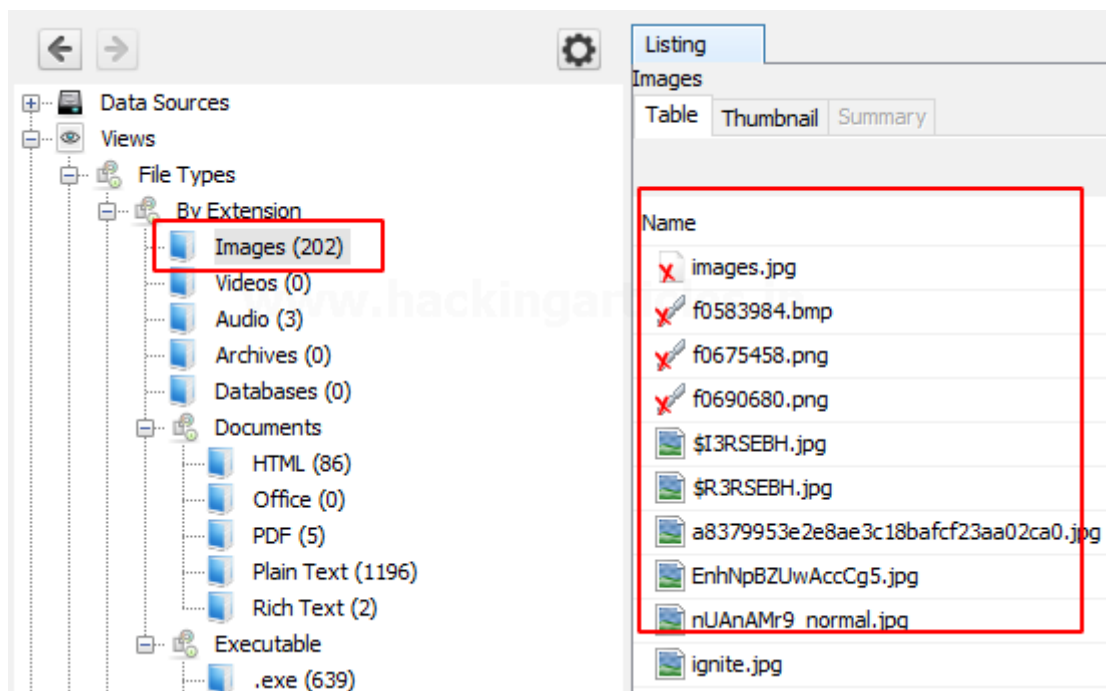 Data Sources
Views
File Types
By Extension
Images (202)
Videos (0)
Audio (3)
Archives (0)
Databases (0)
Documents
HTML (86)
Office (0)
PDF (5)
Plain Text (1196)
Rich Text (2)
Executable
.exe (639)
Listing
Images
Table Thumbnail Summary
Name
images.jpg
f0583984.bmp
f0675458.png
f0690680.png
$I3RSEBH.jpg
$R3RSEBH.jpg
a8379953e2e8ae3c18bafcf23aa02ca0.jpg
EnhNpBZUwAccCg5.jpg
nUAnAMr9_normal.jpg
ignite.jpg
www.hackingarticles.in